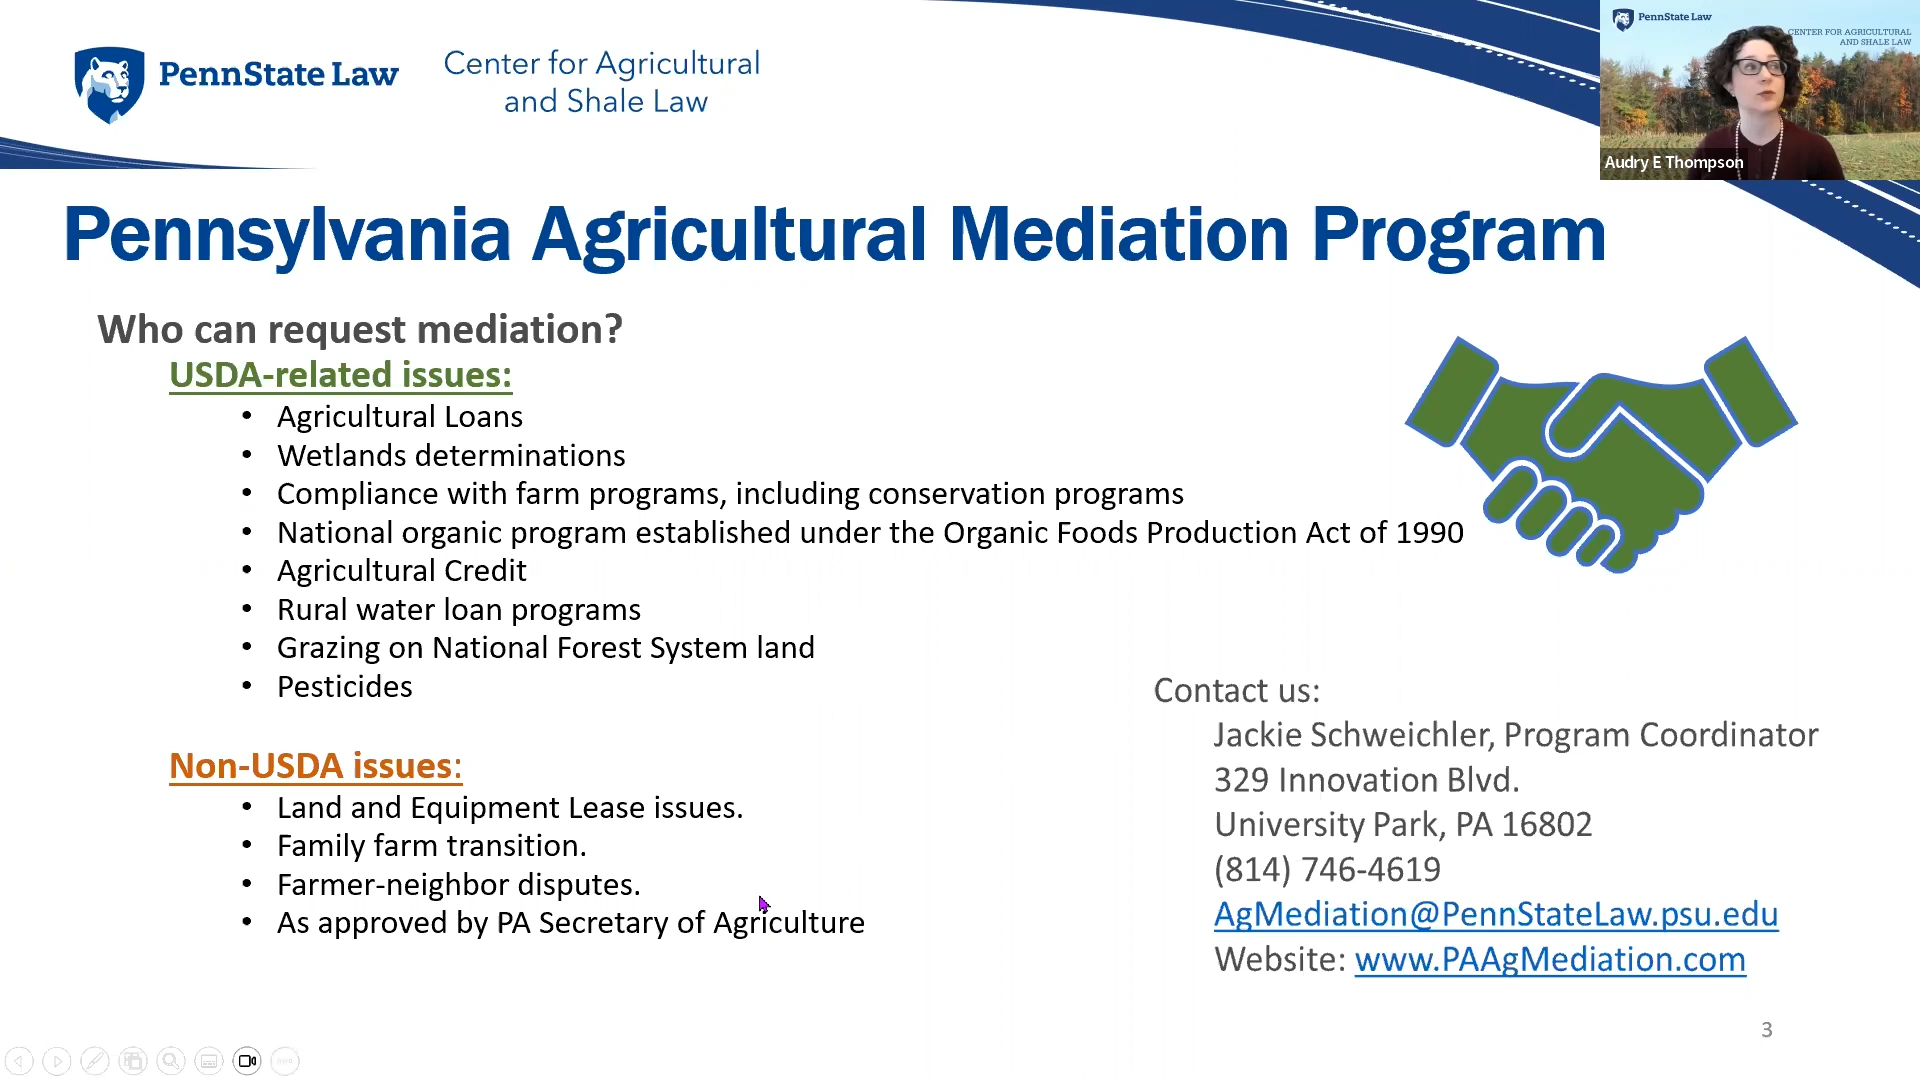 PennState Law
Center for Agricultural
and Shale Law
PennState Law
CENTER FOR AGRICULTURAL
AND SHALE LAW
Audry E Thompson
Pennsylvania Agricultural Mediation Program
Who can request mediation?
USDA-related issues:
• Agricultural Loans
• Wetlands determinations
• Compliance with farm programs, including conservation programs
• National organic program established under the Organic Foods Production Act of 1990
• Agricultural Credit
• Rural water loan programs
• Grazing on National Forest System land
• Pesticides
Non-USDA issues:
• Land and Equipment Lease issues.
• Family farm transition.
• Farmer-neighbor disputes.
• As approved by PA Secretary of Agriculture
Contact us:
Jackie Schweichler, Program Coordinator
329 Innovation Blvd.
University Park, PA 16802
(814) 746-4619
AgMediation@PennStateLaw.psu.edu
Website: www.PAAgMediation.com
3